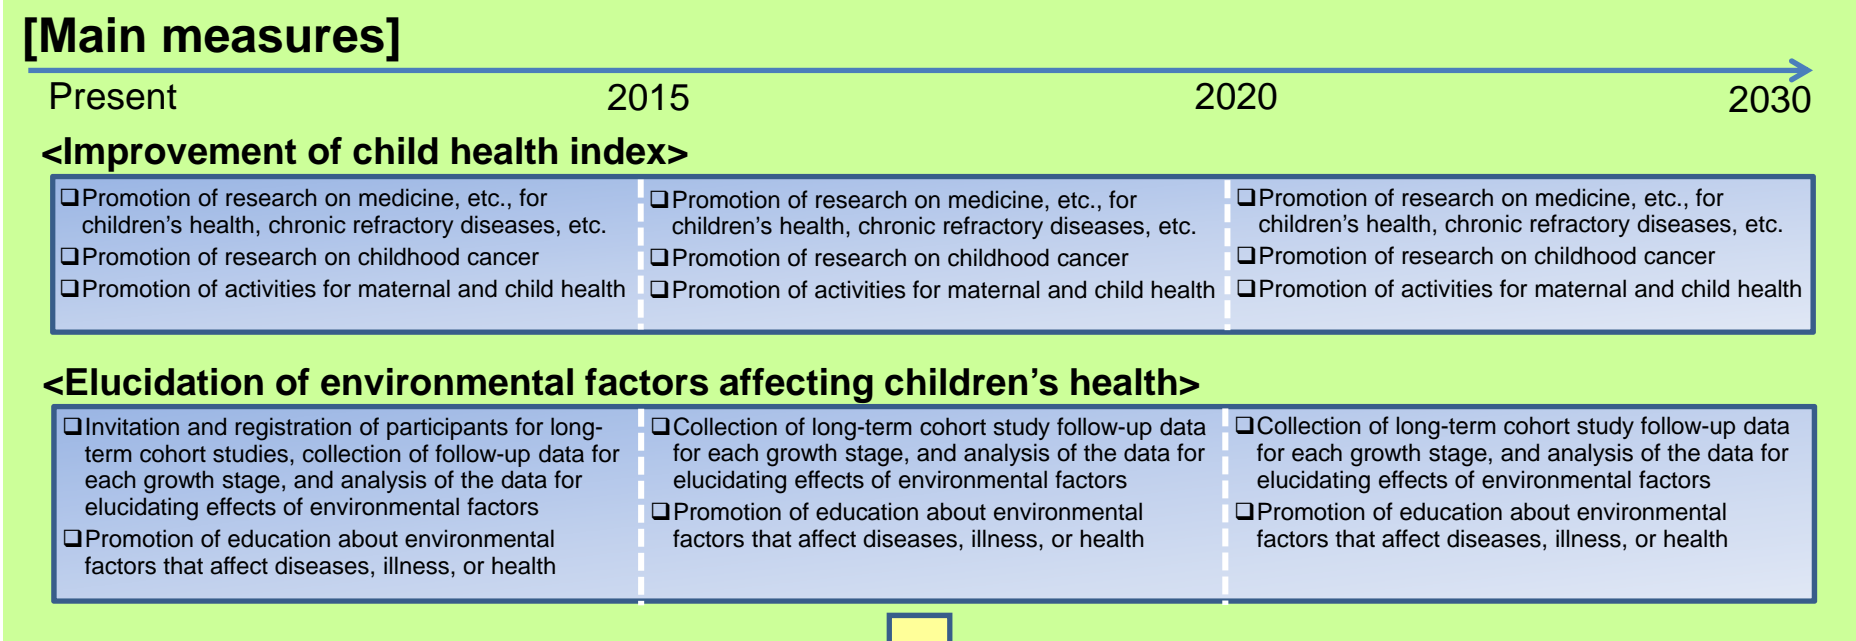 [Main measures]
Present 2015 2020 2030
<Improvement of child health index>
❑Promotion of research on medicine, etc., for
children’s health, chronic refractory diseases, etc.
❑Promotion of research on childhood cancer
❑Promotion of activities for maternal and child health
❑Promotion of research on medicine, etc., for
children’s health, chronic refractory diseases, etc.
❑Promotion of research on childhood cancer
❑Promotion of activities for maternal and child health
❑Promotion of research on medicine, etc., for
children’s health, chronic refractory diseases, etc.
❑Promotion of research on childhood cancer
❑Promotion of activities for maternal and child health
<Elucidation of environmental factors affecting children’s health>
❑Invitation and registration of participants for long-
term cohort studies, collection of follow-up data for
each growth stage, and analysis of the data for
elucidating effects of environmental factors
❑Promotion of education about environmental
factors that affect diseases, illness, or health
❑Collection of long-term cohort study follow-up data
for each growth stage, and analysis of the data for
elucidating effects of environmental factors
❑Promotion of education about environmental
factors that affect diseases, illness, or health
❑Collection of long-term cohort study follow-up data
for each growth stage, and analysis of the data for
elucidating effects of environmental factors
❑Promotion of education about environmental
factors that affect diseases, illness, or health